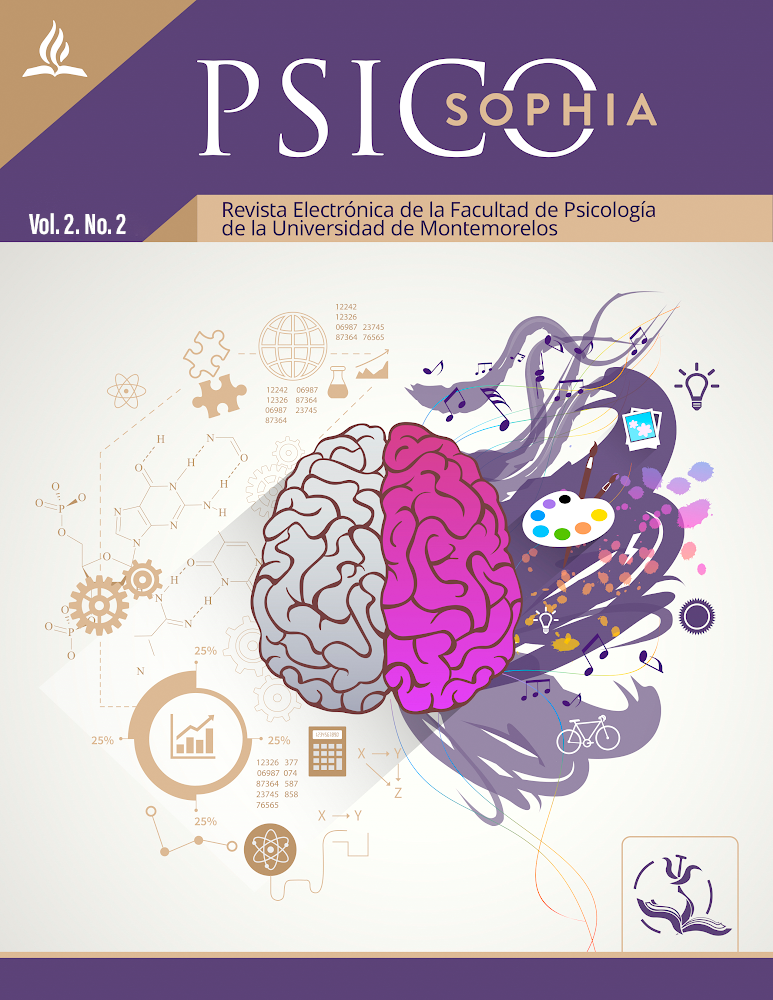 PSICO
SOPHIA
Vol. 2. No. 2
Revista Electrónica de la Facultad de Psicología
de la Universidad de Montemorelos
12242
12326
06987 23745
87364 76565
12242 06987
12326 87364
06987 23745
87364
H
N
O
H
N
N
H
N
N
O
O
P
O
O
H
N
H
O
P
O
N
25%
25%
25%
25%
12326 377
06987 074
87364 587
23745 858
76565
X
Y
Z
X
Y